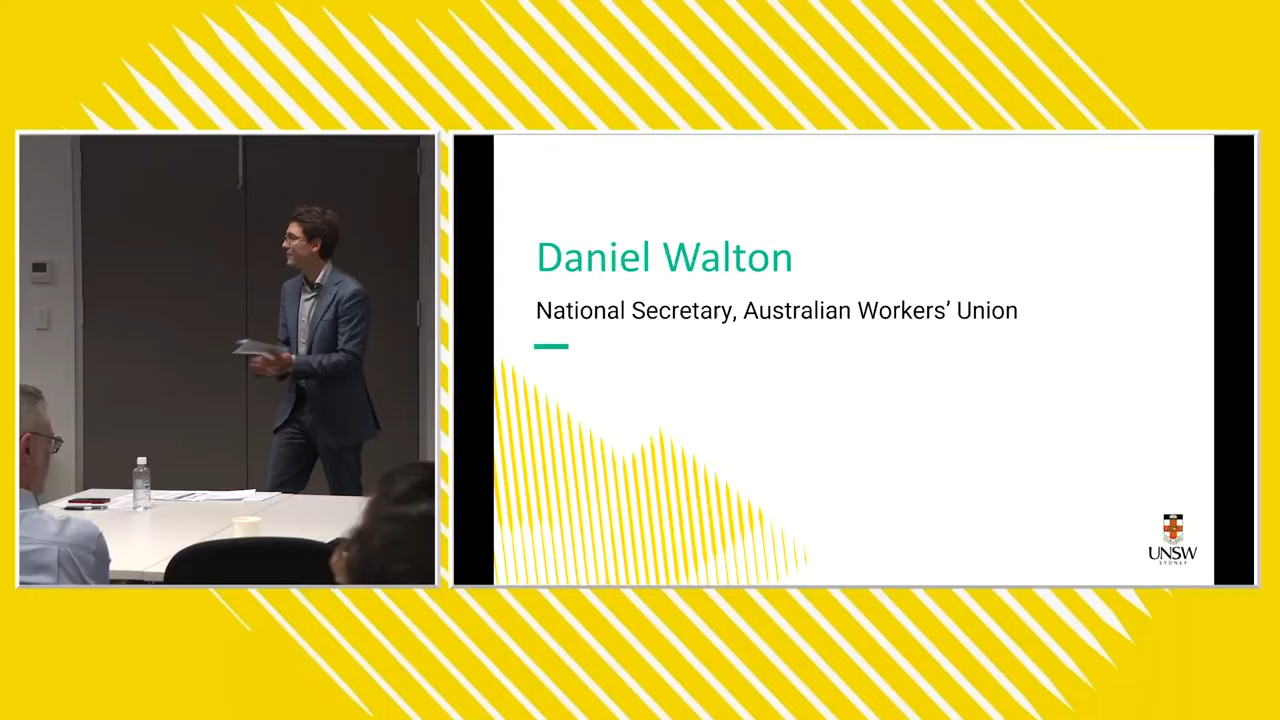 Daniel Walton
National Secretary, Australian Workers’ Union
UNSW
SYDNEY